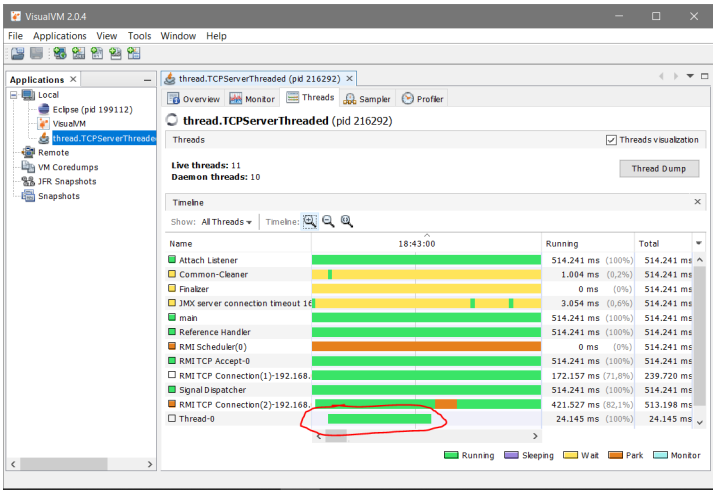 VisualVM 2.0.4
File Applications View Tools Window Help
Applications
Local
Eclipse (pid 199112)
VisualVM
thread.TCPServerThreade
Remote
VM Coredumps
JFR Snapshots
Snapshots
thread.TCPServerThreaded (pid 216292)
Overview Monitor Threads Sampler Profiler
thread.TCPServerThreaded (pid 216292)
Threads Threads visualization
Live threads: 11
Daemon threads: 10
Thread Dump
Timeline
Show: All Threads Timeline:
Name 18:43:00 Running Total
Attach Listener 514.241 ms (100%) 514.241 ms
Common-Cleaner 1.004 ms (0,2%) 514.241 ms
Finalizer 0 ms (0%) 514.241 ms
JMX server connection timeout 16 3.054 ms (0,6%) 514.241 ms
main 514.241 ms (100%) 514.241 ms
Reference Handler 514.241 ms (100%) 514.241 ms
RMI Scheduler(0) 0 ms (0%) 514.241 ms
RMI TCP Accept-0 514.241 ms (100%) 514.241 ms
RMI TCP Connection(1)-192.168. 172.157 ms (71,8%) 239.720 ms
Signal Dispatcher 514.241 ms (100%) 514.241 ms
RMI TCP Connection(2)-192.168. 421.527 ms (82,1%) 513.198 ms
Thread-0 24.145 ms (100%) 24.145 ms
Running Sleeping Wait Park Monitor